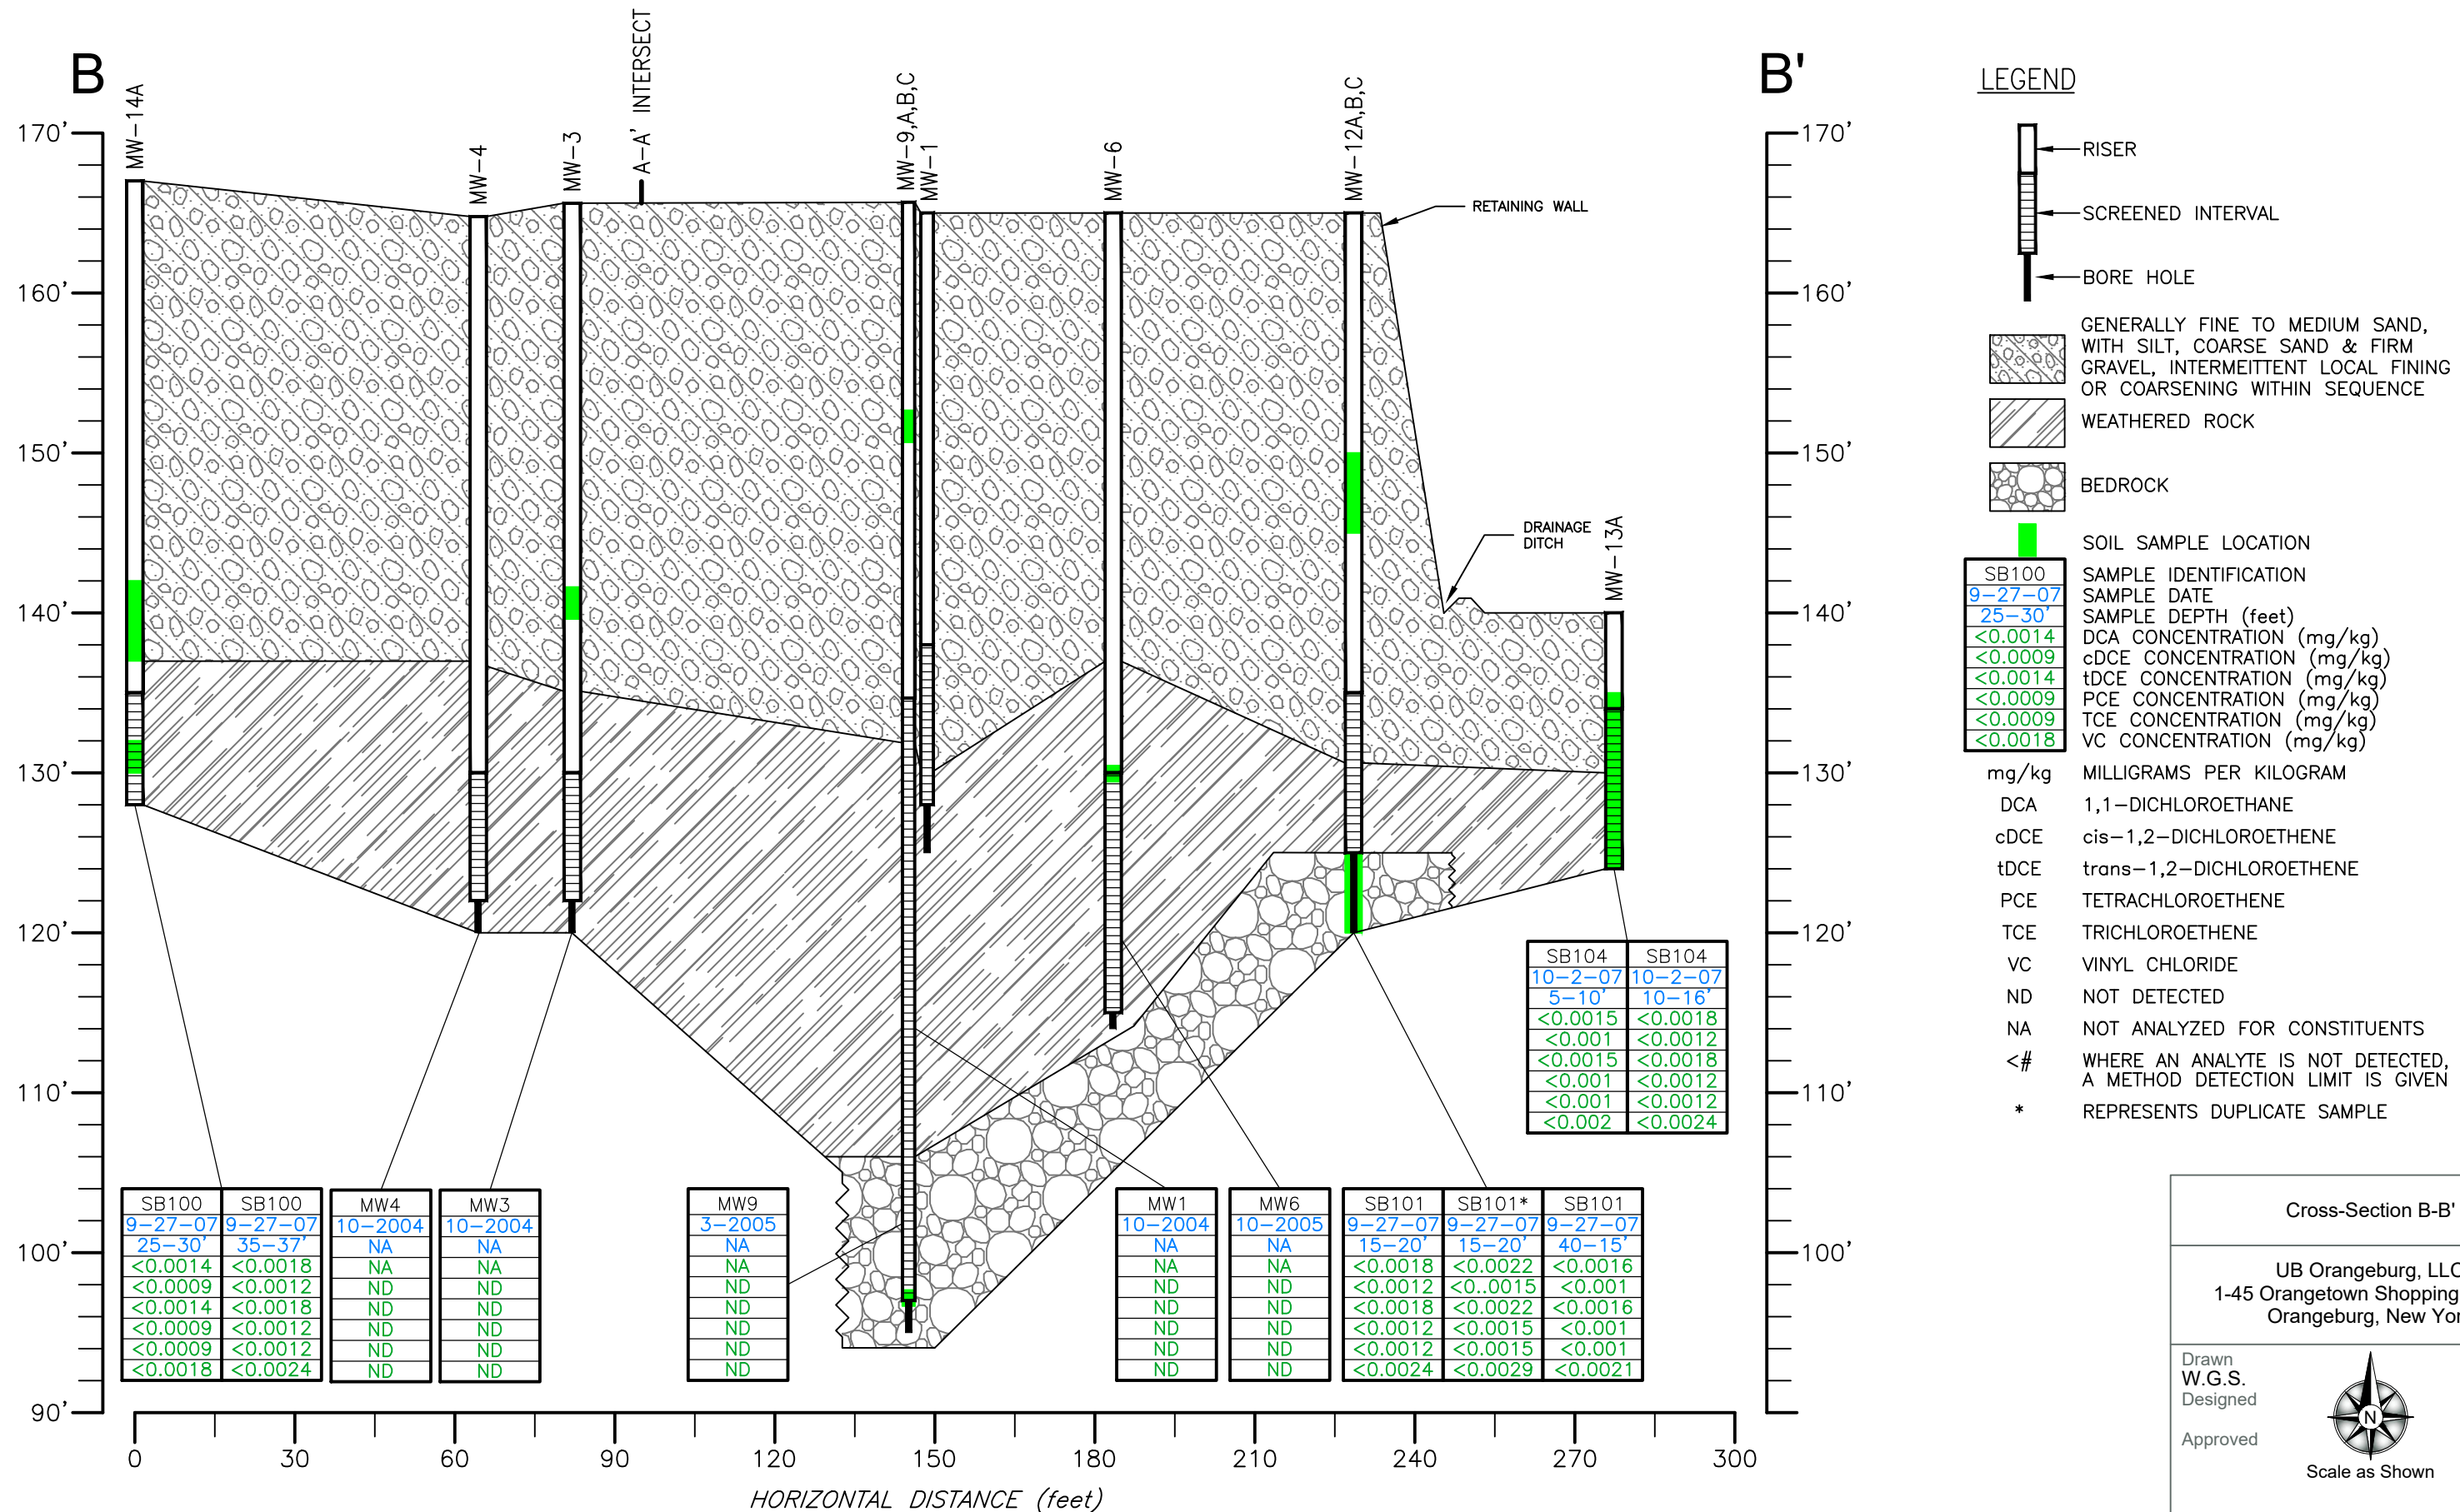 B
B'
MW-14A
MW-4
MW-3
A-A' INTERSECT
MW-9,A,B,C
MW-1
MW-6
MW-12A,B,C
MW-13A
170'
160'
150'
140'
130'
120'
110'
100'
90'
170'
160'
150'
140'
130'
120'
110'
100'
RETAINING WALL
DRAINAGE
DITCH
SB104 SB104
10-2-07 10-2-07
5-10' 10-16'
<0.0015 <0.0018
<0.001 <0.0012
<0.0015 <0.0018
<0.001 <0.0012
<0.001 <0.0012
<0.002 <0.0024
SB100 SB100
9-27-07 9-27-07
25-30' 35-37'
<0.0014 <0.0018
<0.0009 <0.0012
<0.0014 <0.0018
<0.0009 <0.0012
<0.0009 <0.0012
<0.0018 <0.0024
MW4
10-2004
NA
NA
ND
ND
ND
ND
ND
MW3
10-2004
NA
NA
ND
ND
ND
ND
ND
MW9
3-2005
NA
NA
ND
ND
ND
ND
ND
MW1
10-2004
NA
NA
ND
ND
ND
ND
ND
MW6
10-2005
NA
NA
ND
ND
ND
ND
ND
SB101 SB101* SB101
9-27-07 9-27-07 9-27-07
15-20' 15-20' 40-15'
<0.0018 <0.0022 <0.0016
<0.0012 <0..0015 <0.001
<0.0018 <0.0022 <0.0016
<0.0012 <0.0015 <0.001
<0.0012 <0.0015 <0.001
<0.0024 <0.0029 <0.0021
0 30 60 90 120 150 180 210 240 270 300
HORIZONTAL DISTANCE (feet)
LEGEND
RISER
SCREENED INTERVAL
BORE HOLE
GENERALLY FINE TO MEDIUM SAND,
WITH SILT, COARSE SAND & FIRM
GRAVEL, INTERMEITTENT LOCAL FINING
OR COARSENING WITHIN SEQUENCE
WEATHERED ROCK
BEDROCK
SOIL SAMPLE LOCATION
SB100 SAMPLE IDENTIFICATION
9-27-07 SAMPLE DATE
25-30' SAMPLE DEPTH (feet)
<0.0014 DCA CONCENTRATION (mg/kg)
<0.0009 cDCE CONCENTRATION (mg/kg)
<0.0014 tDCE CONCENTRATION (mg/kg)
<0.0009 PCE CONCENTRATION (mg/kg)
<0.0009 TCE CONCENTRATION (mg/kg)
<0.0018 VC CONCENTRATION (mg/kg)
mg/kg MILLIGRAMS PER KILOGRAM
DCA 1,1-DICHLOROETHANE
cDCE cis-1,2-DICHLOROETHENE
tDCE trans-1,2-DICHLOROETHENE
PCE TETRACHLOROETHENE
TCE TRICHLOROETHENE
VC VINYL CHLORIDE
ND NOT DETECTED
NA NOT ANALYZED FOR CONSTITUENTS
<# WHERE AN ANALYTE IS NOT DETECTED,
A METHOD DETECTION LIMIT IS GIVEN
* REPRESENTS DUPLICATE SAMPLE
Cross-Section B-B'
UB Orangeburg, LLC
1-45 Orangetown Shopping
Orangeburg, New Yor
Drawn
W.G.S.
Designed
Approved
N
Scale as Shown